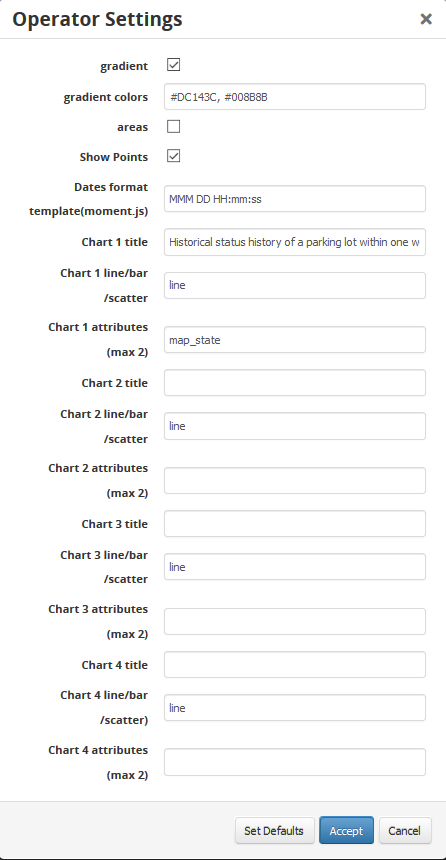 Operator Settings ×
gradient
gradient colors #DC143C, #008B8B
areas
Show Points
Dates format
template(moment.js) MMM DD HH:mm:ss
Chart 1 title Historical status history of a parking lot within one w
Chart 1 line/bar
/scatter line
Chart 1 attributes
(max 2) map_state
Chart 2 title
Chart 2 line/bar
/scatter line
Chart 2 attributes
(max 2)
Chart 3 title
Chart 3 line/bar
/scatter line
Chart 3 attributes
(max 2)
Chart 4 title
Chart 4 line/bar
/scatter) line
Chart 4 attributes
(max 2)
Set Defaults Accept Cancel